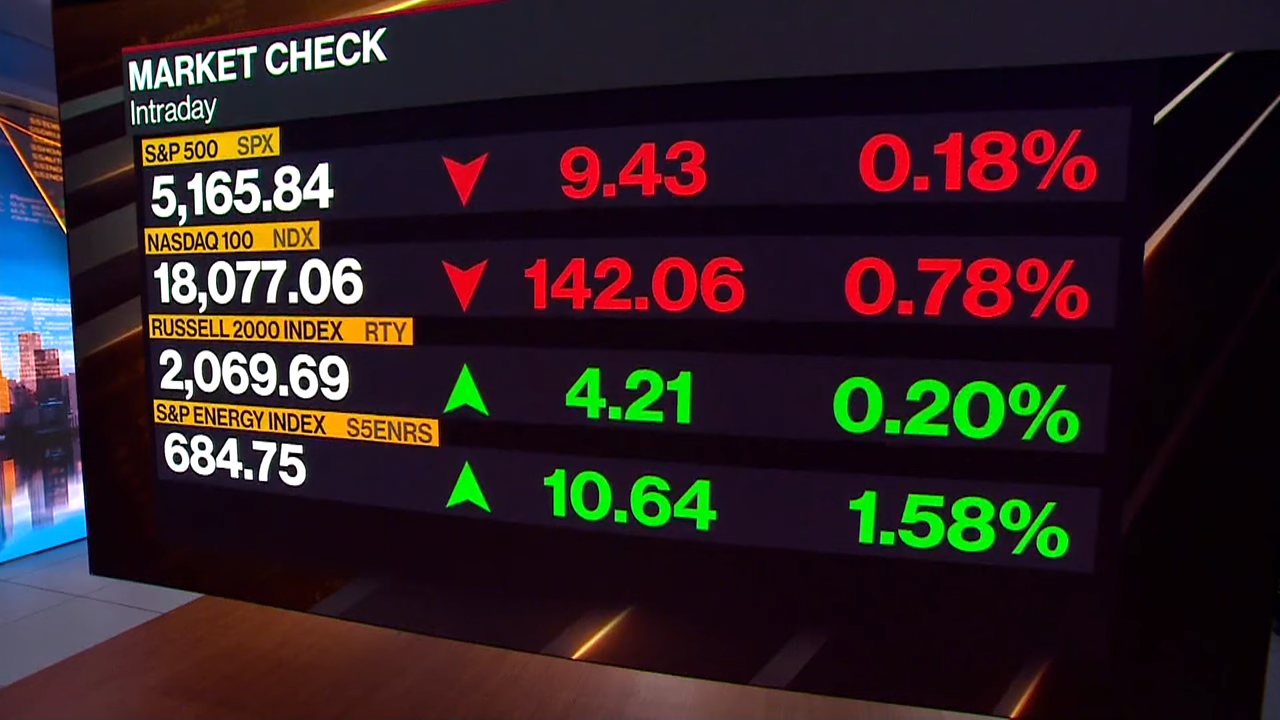 MARKET CHECK
Intraday
S&P 500 SPX
5,165.84 9.43 0.18%
NASDAQ 100 NDX
18,077.06 142.06 0.78%
RUSSELL 2000 INDEX RTY
2,069.69 4.21 0.20%
S&P ENERGY INDEX S5ENRS
684.75 10.64 1.58%